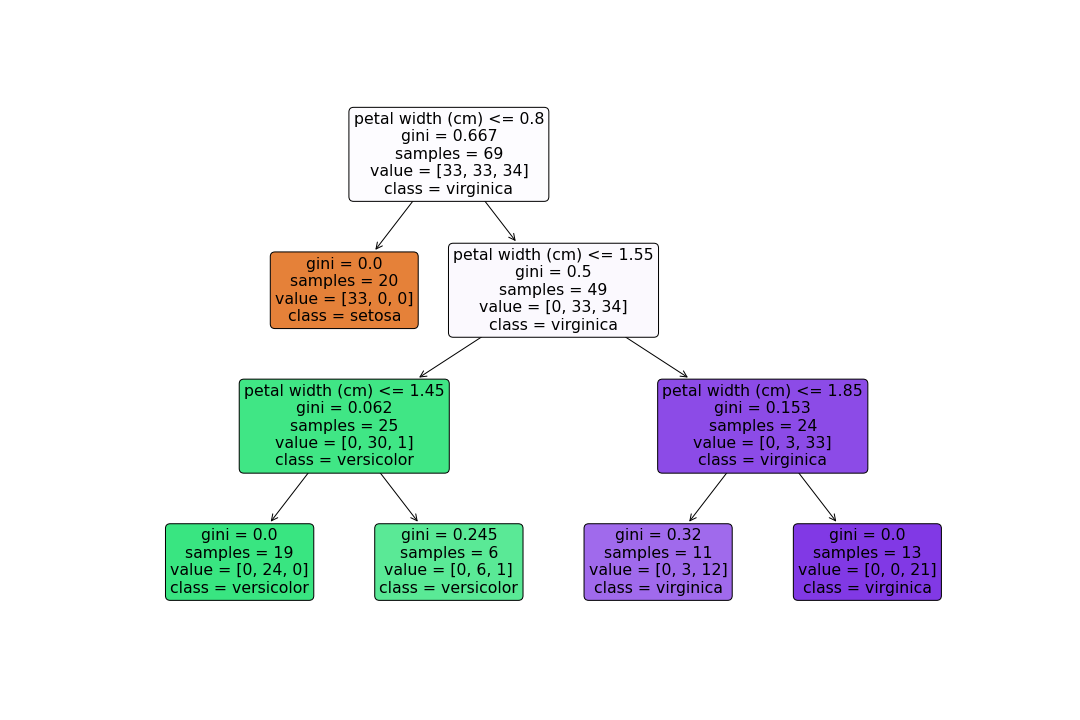 petal width (cm) <= 0.8
gini = 0.667
samples = 69
value = [33, 33, 34]
class = virginica
gini = 0.0
samples = 20
value = [33, 0, 0]
class = setosa
petal width (cm) <= 1.55
gini = 0.5
samples = 49
value = [0, 33, 34]
class = virginica
petal width (cm) <= 1.45
gini = 0.062
samples = 25
value = [0, 30, 1]
class = versicolor
petal width (cm) <= 1.85
gini = 0.153
samples = 24
value = [0, 3, 33]
class = virginica
gini = 0.0
samples = 19
value = [0, 24, 0]
class = versicolor
gini = 0.245
samples = 6
value = [0, 6, 1]
class = versicolor
gini = 0.32
samples = 11
value = [0, 3, 12]
class = virginica
gini = 0.0
samples = 13
value = [0, 0, 21]
class = virginica